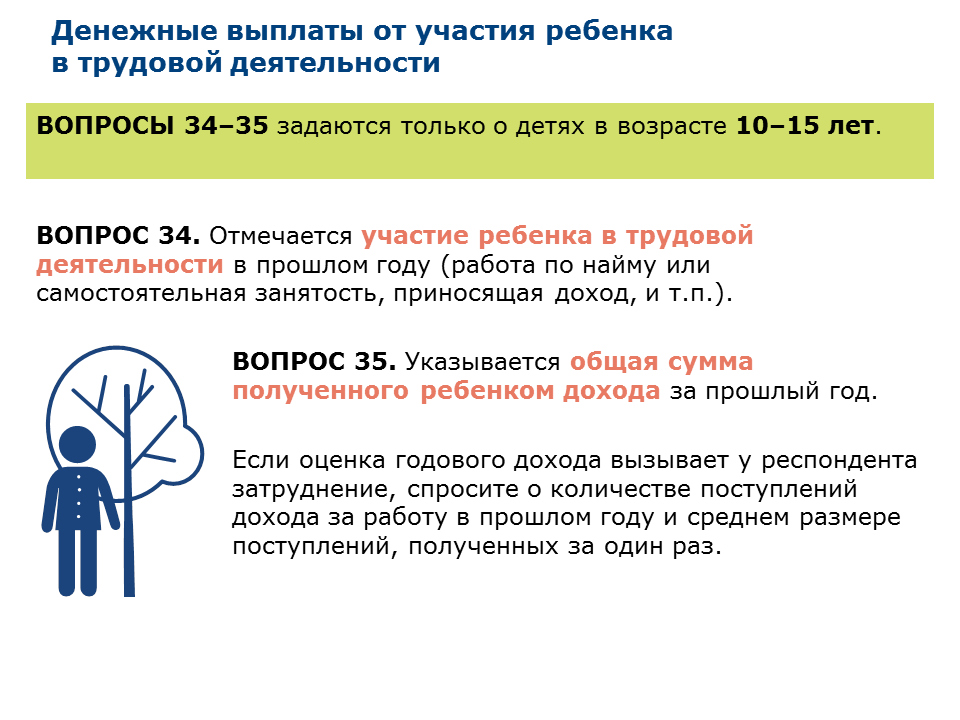 Денежные выплаты от участия ребенка
в трудовой деятельности
ВОПРОСЫ 34–35 задаются только о детях в возрасте 10–15 лет.
ВОПРОС 34. Отмечается участие ребенка в трудовой
деятельности в прошлом году (работа по найму или
самостоятельная занятость, приносящая доход, и т.п.).
ВОПРОС 35. Указывается общая сумма
полученного ребенком дохода за прошлый год.
Если оценка годового дохода вызывает у респондента
затруднение, спросите о количестве поступлений
дохода за работу в прошлом году и среднем размере
поступлений, полученных за один раз.